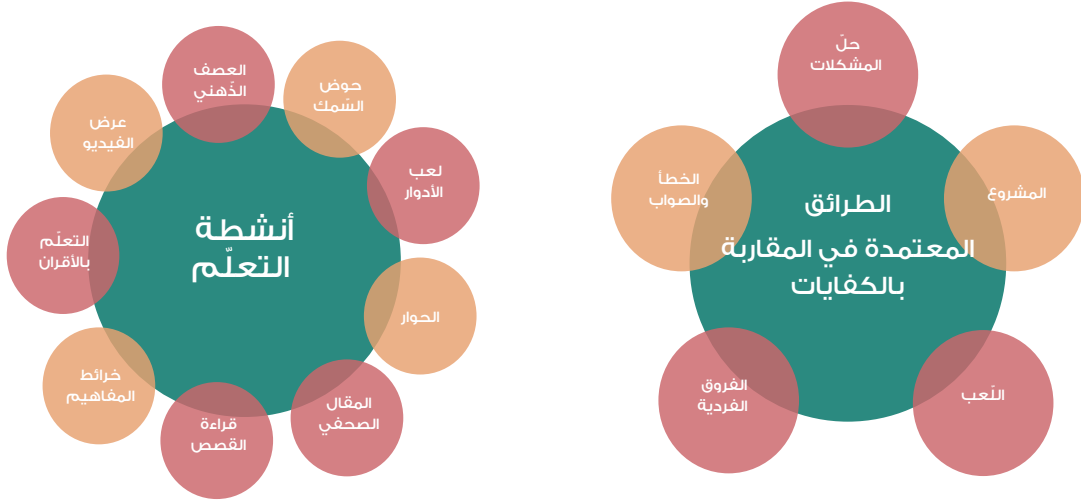 الطرائق
المعتمدة في المقاربة
بالكفايات
حلّ
المشكلات
المشروع
اللّعب
الفروق
الفردية
الخطأ
والصواب
أنشطة
التعلّم
العصف
الذّهني
حوض
السّمك
لعب
الأدوار
الحوار
المقال
الصحفي
قراءة
القصص
خرائط
المفاهيم
التعلّم
بالأقران
عرض
الفيديو